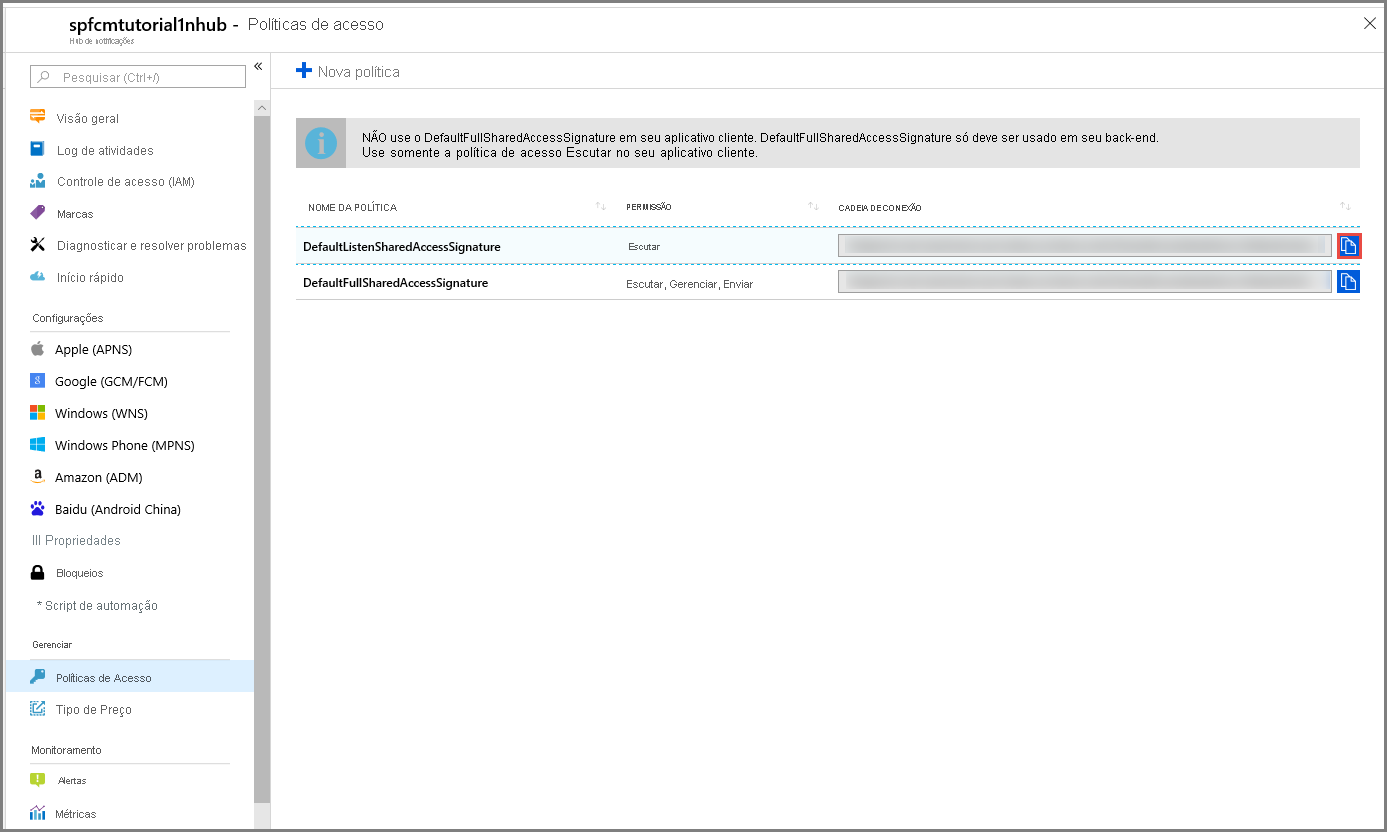 spfcmtutorial1nhub - Políticas de acesso
Hub de notificações
Pesquisar (Ctrl+/)
«
Visão geral
Log de atividades
Controle de acesso (IAM)
Marcas
Diagnosticar e resolver problemas
Início rápido
Configurações
Apple (APNS)
Google (GCM/FCM)
Windows (WNS)
Windows Phone (MPNS)
Amazon (ADM)
Baidu (Android China)
III Propriedades
Bloqueios
* Script de automação
Gerenciar
Políticas de Acesso
Tipo de Preço
Monitoramento
Alertas
Métricas
Nova política
NÃO use o DefaultFullSharedAccessSignature em seu aplicativo cliente. DefaultFullSharedAccessSignature só deve ser usado em seu back-end.
Use somente a política de acesso Escutar no seu aplicativo cliente.
NOME DA POLÍTICA PERMISSÃO CADEIA DE CONEXÃO
DefaultListenSharedAccessSignature Escutar
DefaultFullSharedAccessSignature Escutar, Gerenciar, Enviar